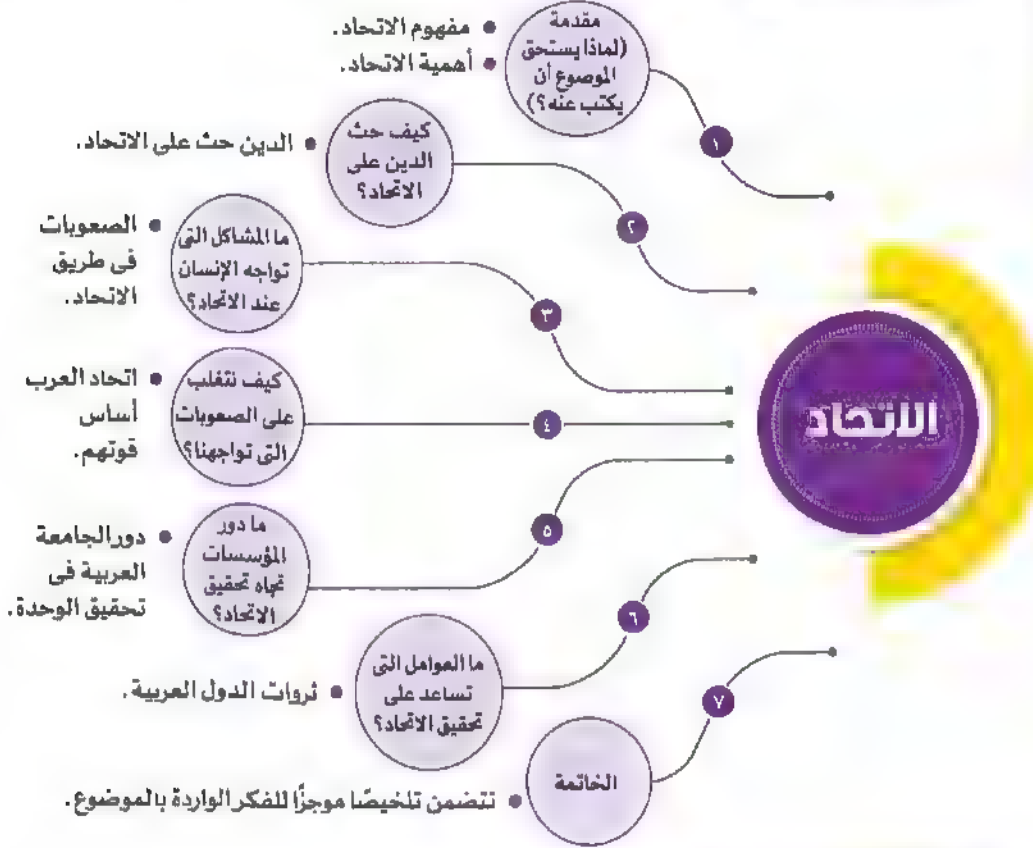 الاتحاد
١
مقدمة
(لماذا يستحق
الموضوع أن
يكتب عنه؟)
• مفهوم الاتحاد.
• أهمية الاتحاد.
٢
كيف حث
الدين على
الاتحاد؟
• الدين حث على الاتحاد.
٣
ما المشاكل التى
تواجه الإنسان
عند الاتحاد؟
• الصعوبات
فى طريق
الاتحاد.
٤
كيف نتغلب
على الصعوبات
التى تواجهنا؟
• اتحاد العرب
أساس
قوتهم.
٥
ما دور
المؤسسات
تجاه تحقيق
الاتحاد؟
• دور الجامعة
العربية فى
تحقيق الوحدة.
٦
ما العوامل التى
تساعد على
تحقيق الاتحاد؟
• ثروات الدول العربية.
٧
الخاتمة
• تتضمن تلخيصًا موجزًا للفكر الواردة بالموضوع.